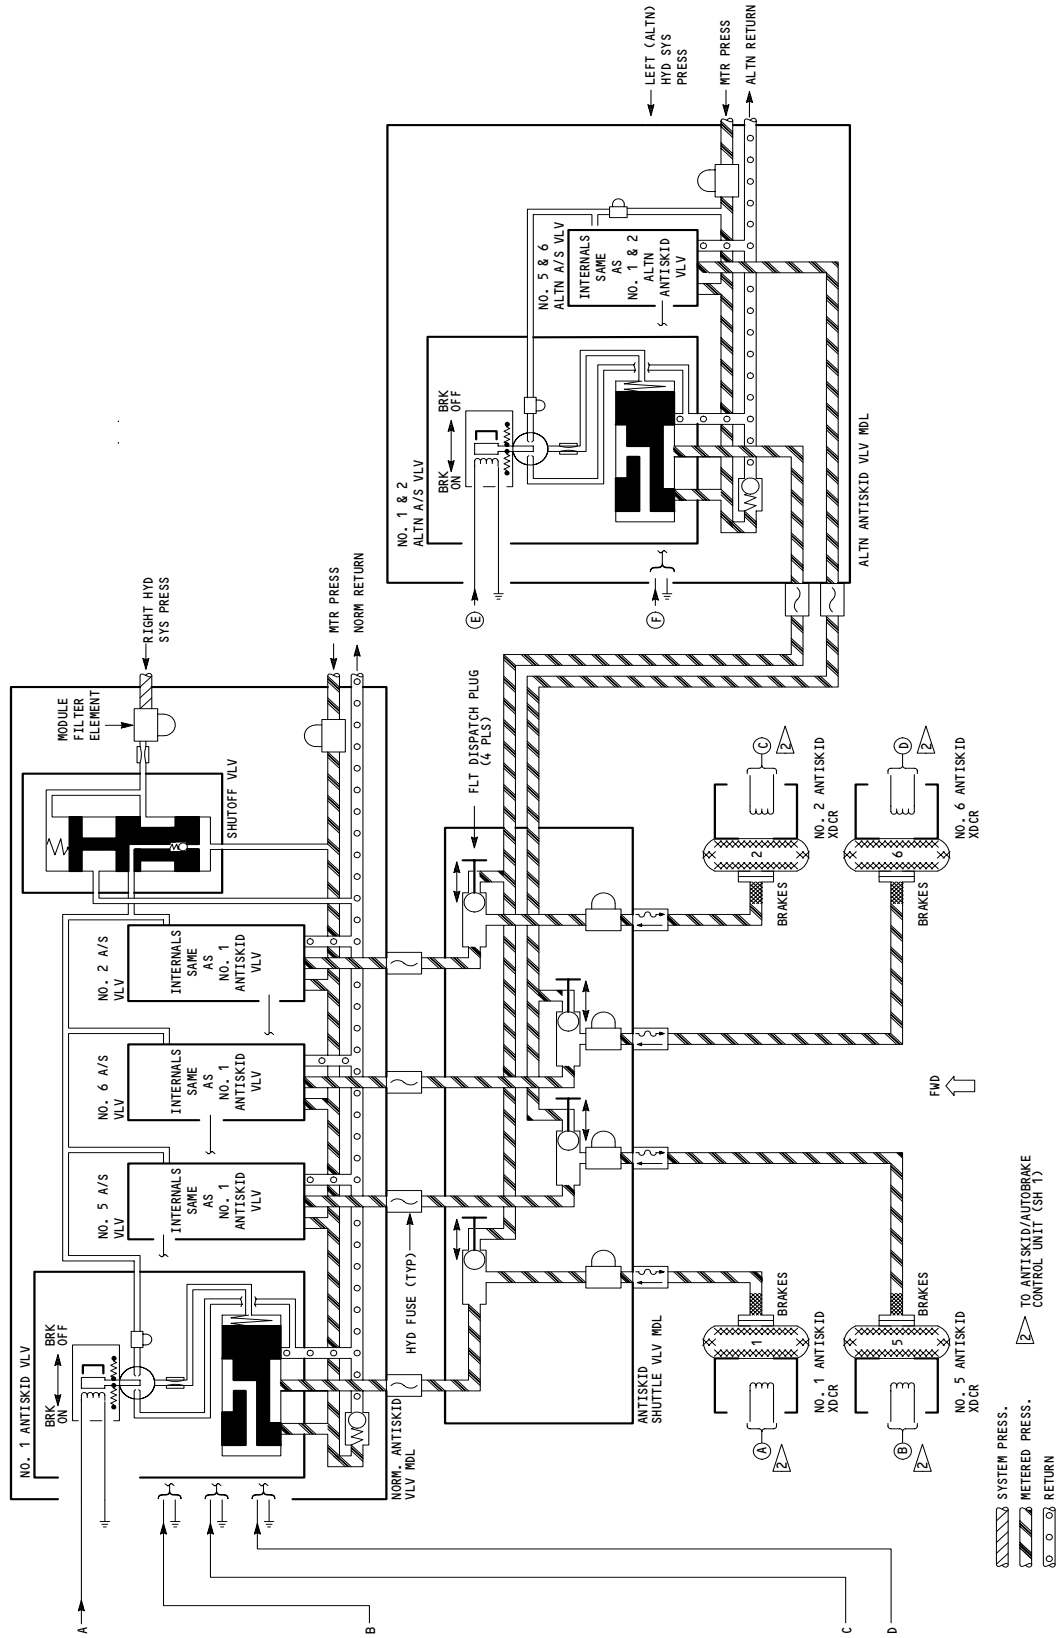 NO. 1 ANTISKID VLV
BRK
ON
BRK
OFF
NO. 5 A/S
VLV
INTERNALS
SAME
AS
NO. 1
ANTISKID
VLV
NO. 6 A/S
VLV
INTERNALS
SAME
AS
NO. 1
ANTISKID
VLV
NO. 2 A/S
VLV
INTERNALS
SAME
AS
NO. 1
ANTISKID
VLV
SHUTOFF VLV
MODULE
FILTER
ELEMENT
RIGHT HYD
SYS PRESS
MTR PRESS
NORM RETURN
NORM. ANTISKID
VLV MDL
HYD FUSE (TYP)
A
B
C
D
FLT DISPATCH PLUG
(4 PLS)
ANTISKID
SHUTTLE VLV MDL
NO. 1 & 2
ALTN A/S VLV
BRK
ON
BRK
OFF
NO. 5 & 6
ALTN A/S VLV
INTERNALS
SAME
AS
NO. 1 & 2
ALTN
ANTISKID
VLV
LEFT (ALTN)
HYD SYS
PRESS
MTR PRESS
ALTN RETURN
E
F
ALTN ANTISKID VLV MDL
A
2
1
BRAKES
NO. 1 ANTISKID
XDCR
BRAKES
2
C
2
NO. 2 ANTISKID
XDCR
B
2
5
BRAKES
NO. 5 ANTISKID
XDCR
BRAKES
6
D
2
NO. 6 ANTISKID
XDCR
FWD
SYSTEM PRESS.
METERED PRESS.
RETURN
2 TO ANTISKID/AUTOBRAKE
CONTROL UNIT (SH 1)